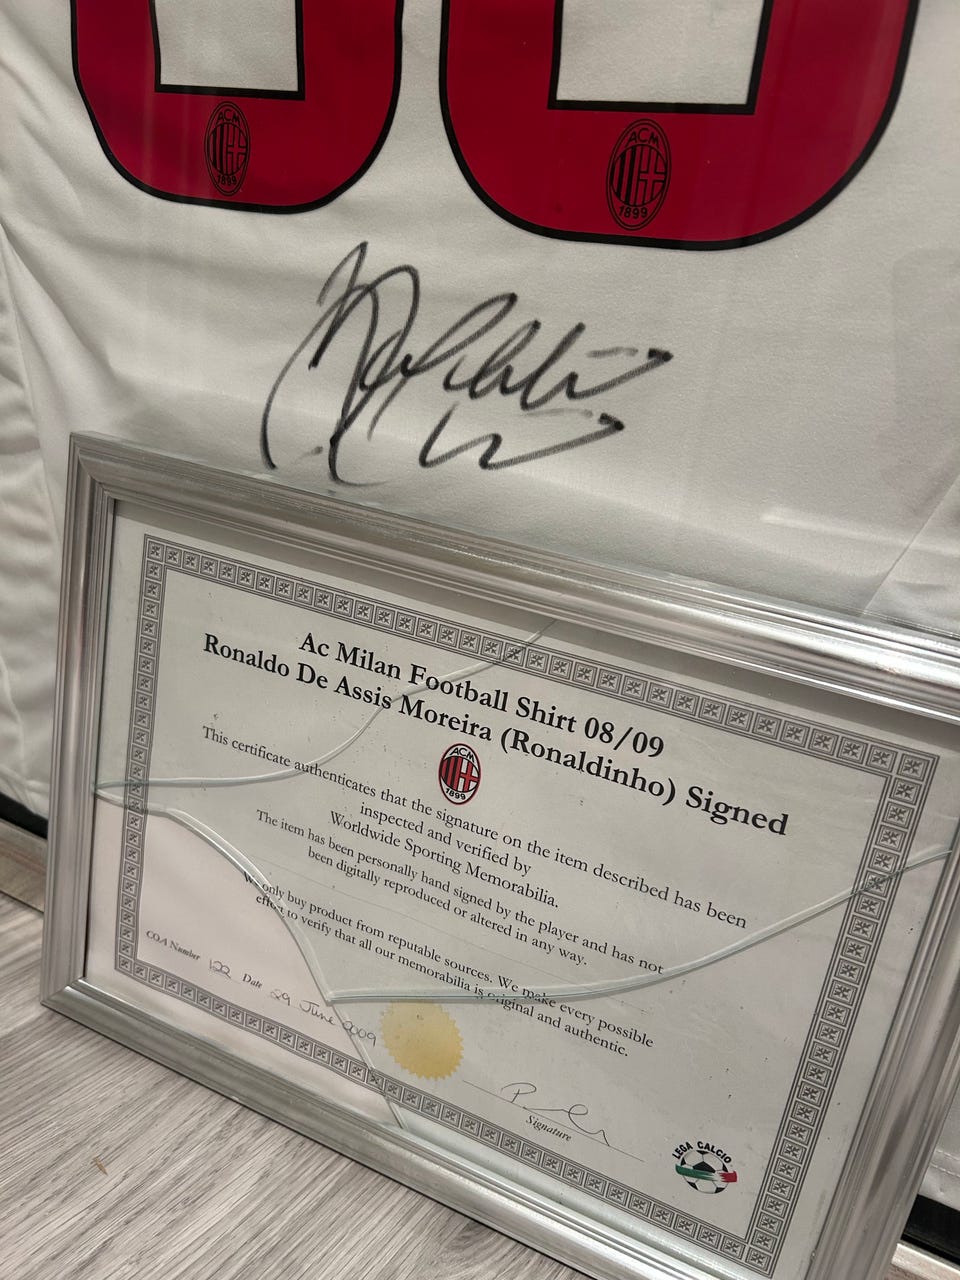 ACM
1899
ACM
1899
Ac Milan Football Shirt 08/09
Ronaldo De Assis Moreira (Ronaldinho) Signed
ACM
1899
This certificate authenticates that the signature on the item described has been
inspected and verified by
Worldwide Sporting Memorabilia.
The item has been personally hand signed by the player and has not
been digitally reproduced or altered in any way.
We only buy product from reputable sources. We make every possible
effort to verify that all our memorabilia is original and authentic.
COA Number 122 Date 29 June 2009
Signature
LEGA CALCIO